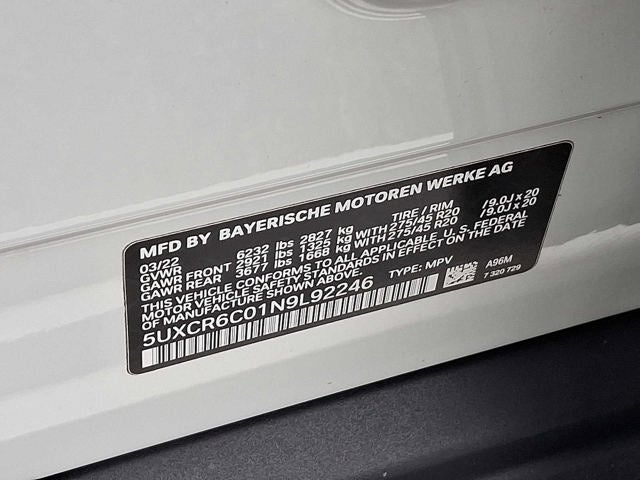 MFD BY BAYERISCHE MOTOREN WERKE AG
03/22 TIRE / RIM
GVWR 6232 lbs 2827 kg
GAWR FRONT 2921 lbs 1325 kg WITH 275/45 R20 /9.0J x 20
GAWR REAR 3677 lbs 1668 kg WITH 275/45 R20 /9.0J x 20
THIS VEHICLE CONFORMS TO ALL APPLICABLE U.S. FEDERAL
MOTOR VEHICLE SAFETY STANDARDS IN EFFECT ON THE DATE
OF MANUFACTURE SHOWN ABOVE.
5UXCR6C01N9L92246 TYPE: MPV A96M
7 320 729